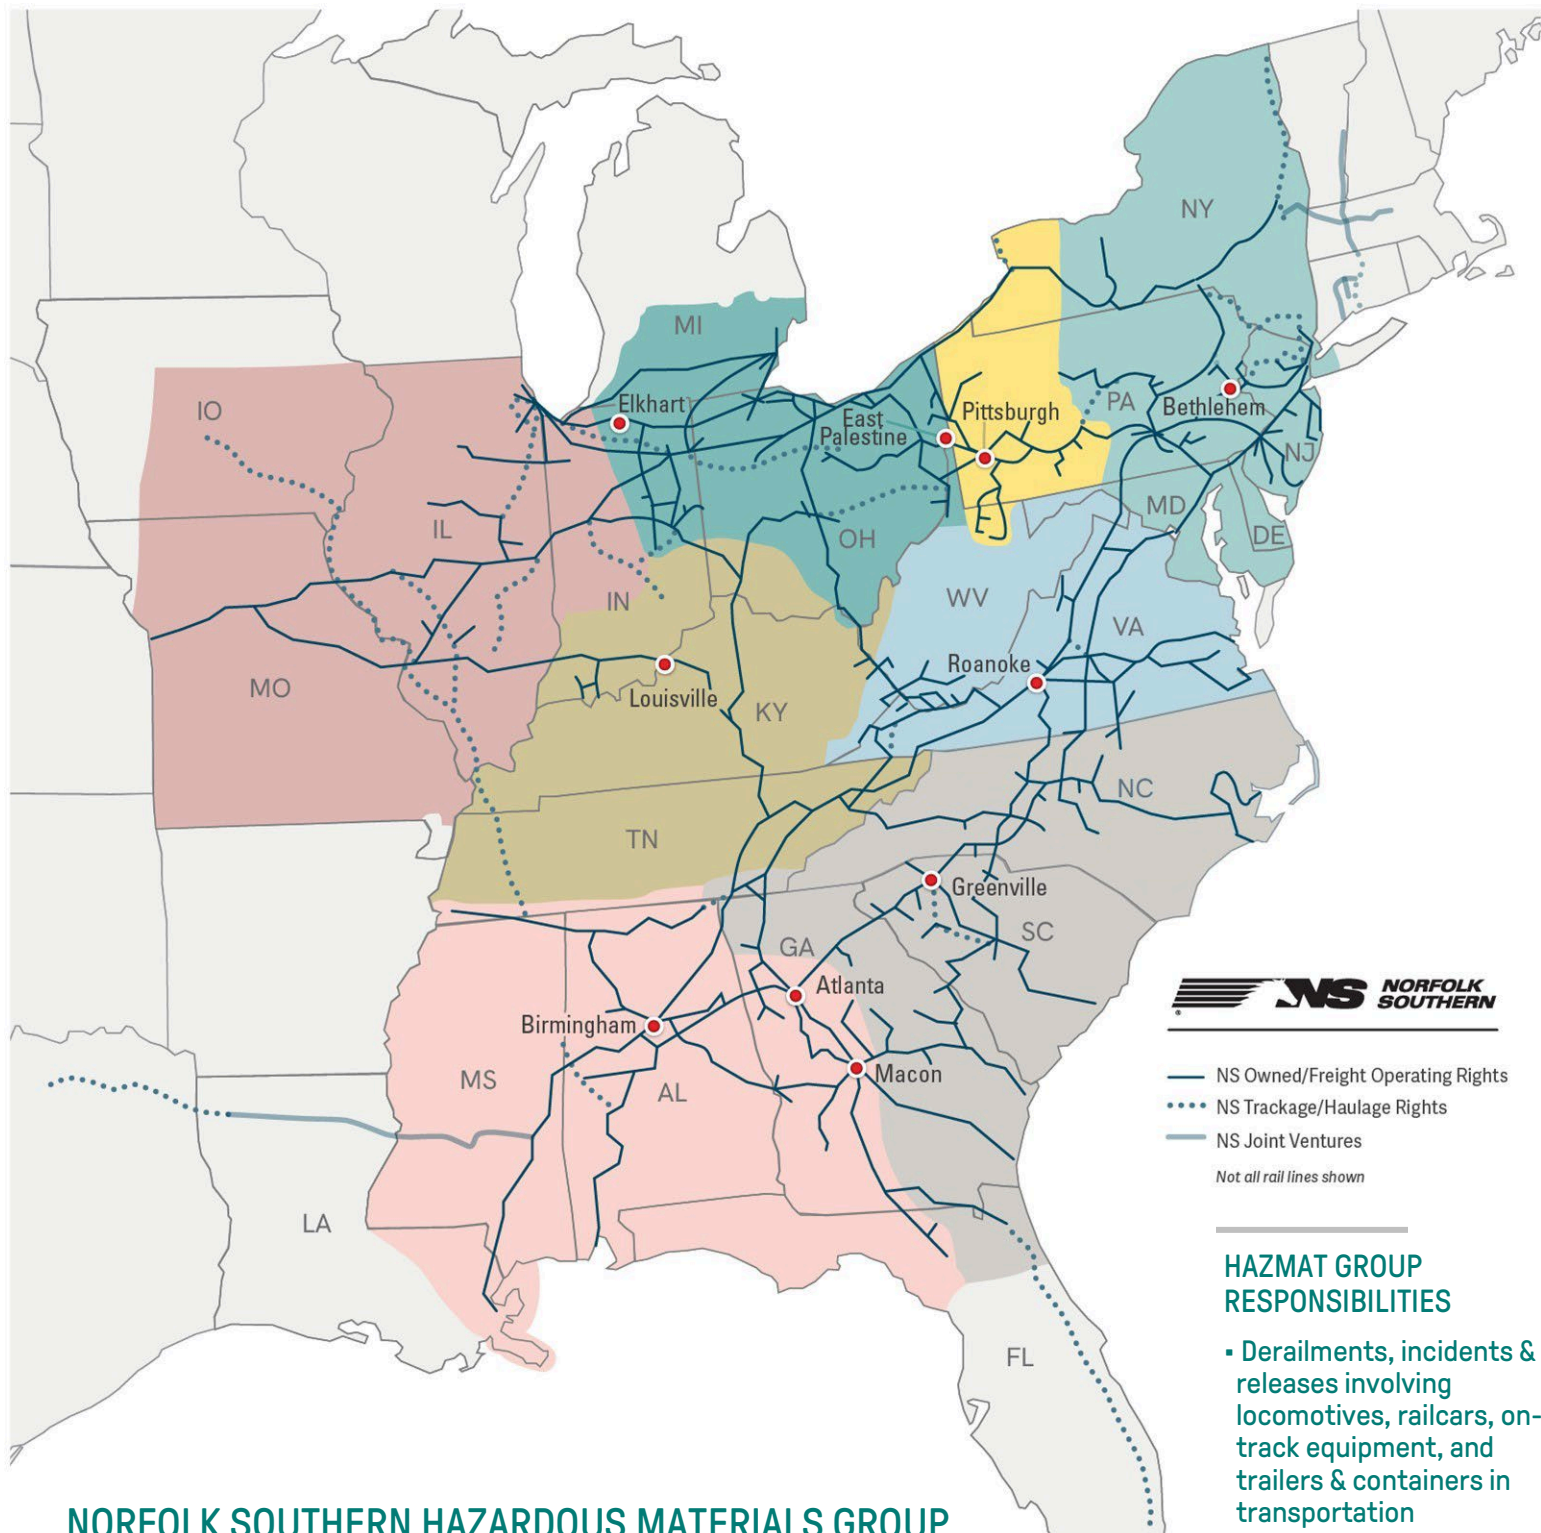 NY
MI
IO
Elkhart
East
Palestine
Pittsburgh
PA
Bethlehem
NJ
IL
OH
MD
DE
IN
WV
VA
MO
Roanoke
Louisville
KY
NC
TN
Greenville
SC
GA
Atlanta
Birmingham
MS
AL
Macon
LA
FL
NS NORFOLK
SOUTHERN
®
NS Owned/Freight Operating Rights
NS Trackage/Haulage Rights
NS Joint Ventures
Not all rail lines shown
HAZMAT GROUP
RESPONSIBILITIES
▪ Derailments, incidents &
releases involving
locomotives, railcars, on-
track equipment, and
trailers & containers in
transportation
NORFOLK SOUTHERN HAZARDOUS MATERIALS GROUP